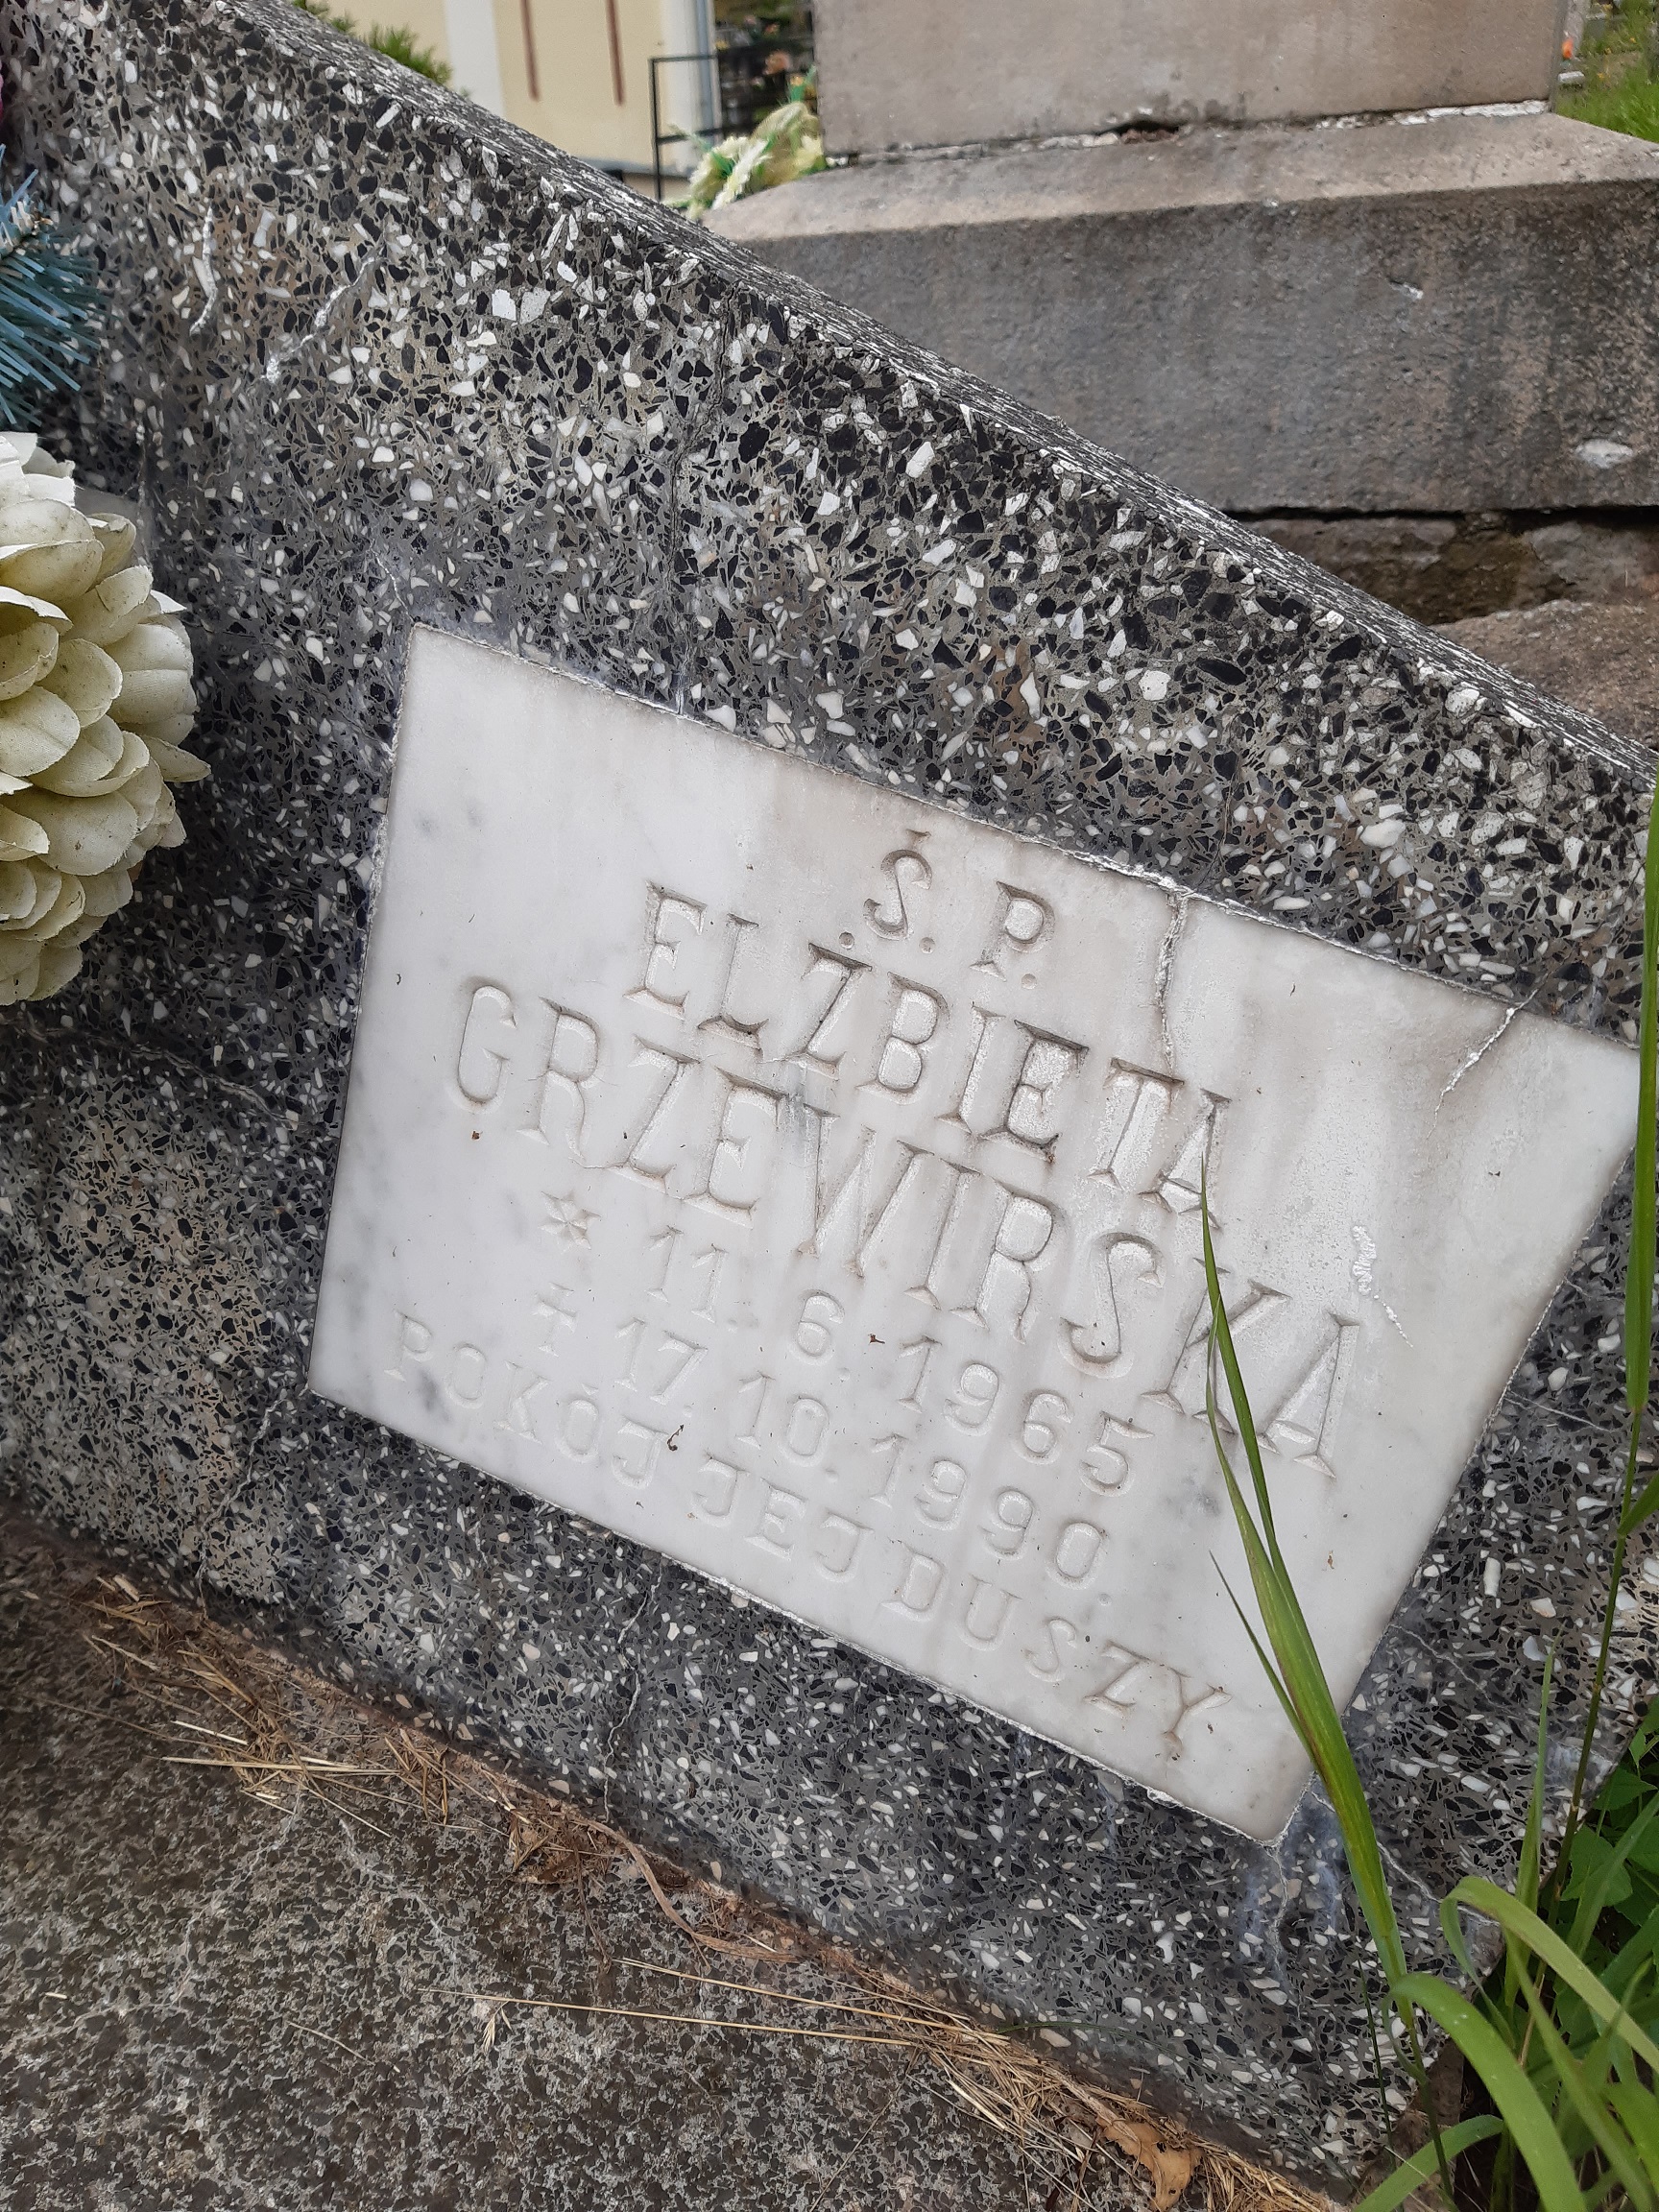 Ś. P.
ELŻBIETA
GRZEWIRSKA
* 11. 6. 1965
† 17. 10. 1990.
POKÓJ JEJ DUSZY